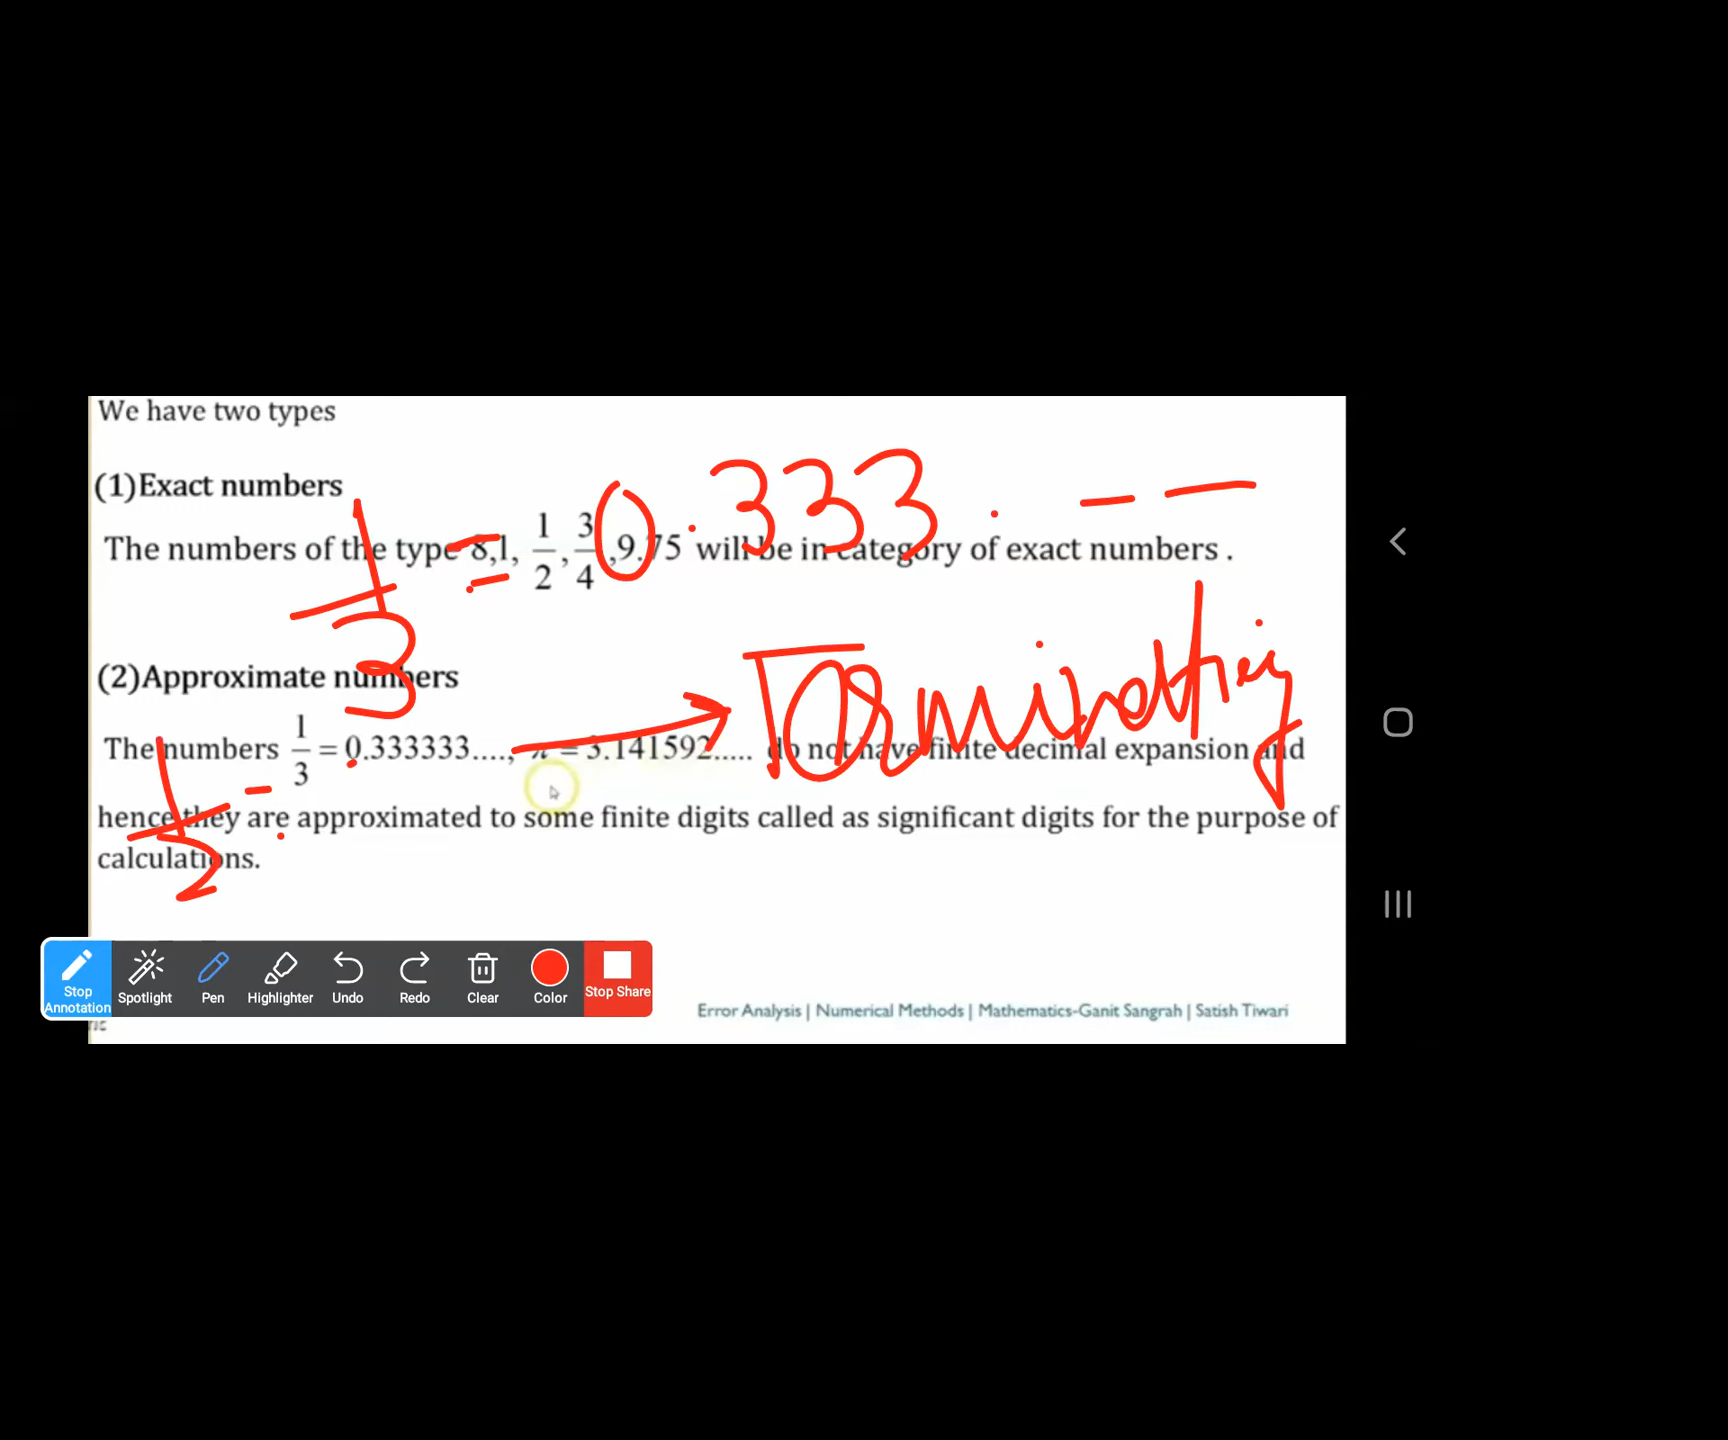 We have two types
(1)Exact numbers
The numbers of the type 8,1, 1/2, 3/4, 9.75 will be in category of exact numbers .
1/3 = 0.333. - -
(2)Approximate numbers
The numbers 1/3 = 0.333333...., π = 3.141592..... do not have finite decimal expansion and
hence they are approximated to some finite digits called as significant digits for the purpose of
calculations.
1/2 =
Stop Annotation
Spotlight
Pen
Highlighter
Undo
Redo
Clear
Color
Stop Share
Error Analysis | Numerical Methods | Mathematics-Ganit Sangrah | Satish Tiwari